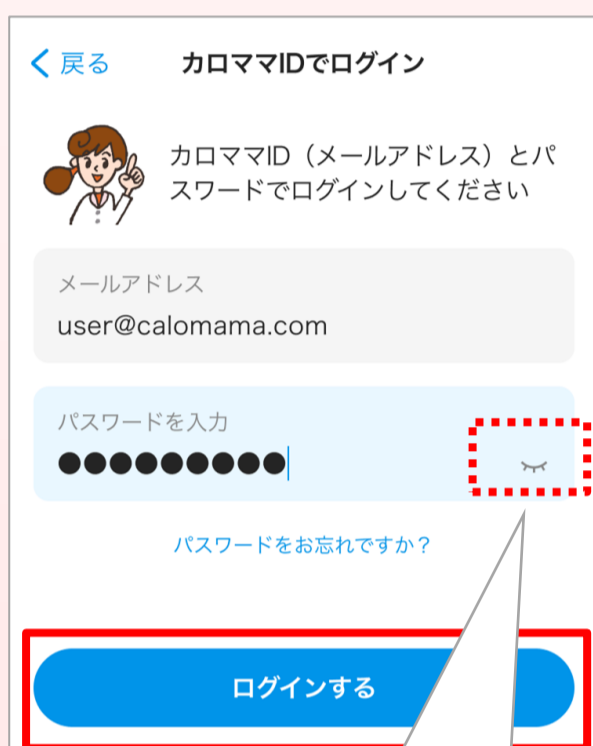 戻る
カロママIDでログイン
カロママID（メールアドレス）とパ
スワードでログインしてください
メールアドレス
user@calomama.com
パスワードを入力
●●●●●●●●●
パスワードをお忘れですか？
ログインする